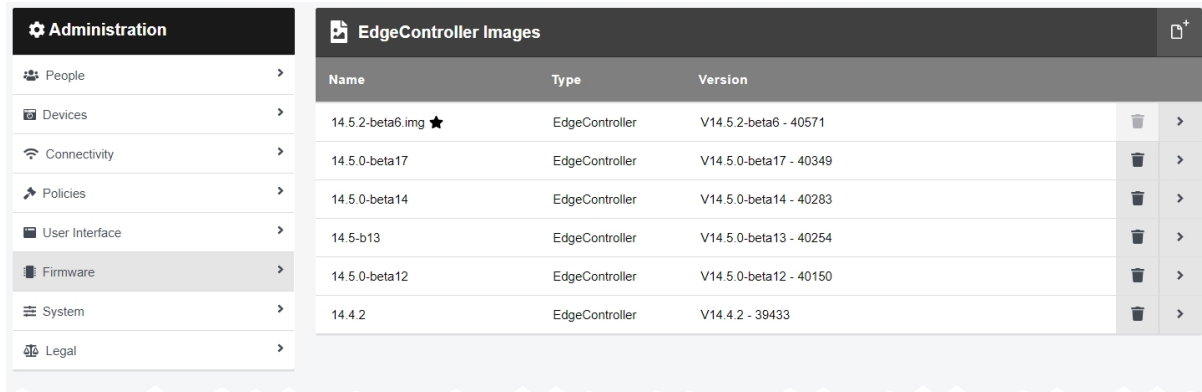 Administration
People
Devices
Connectivity
Policies
User Interface
Firmware
System
Legal
EdgeController Images
Name Type Version
14.5.2-beta6.img EdgeController V14.5.2-beta6 - 40571
14.5.0-beta17 EdgeController V14.5.0-beta17 - 40349
14.5.0-beta14 EdgeController V14.5.0-beta14 - 40283
14.5-b13 EdgeController V14.5.0-beta13 - 40254
14.5.0-beta12 EdgeController V14.5.0-beta12 - 40150
14.4.2 EdgeController V14.4.2 - 39433